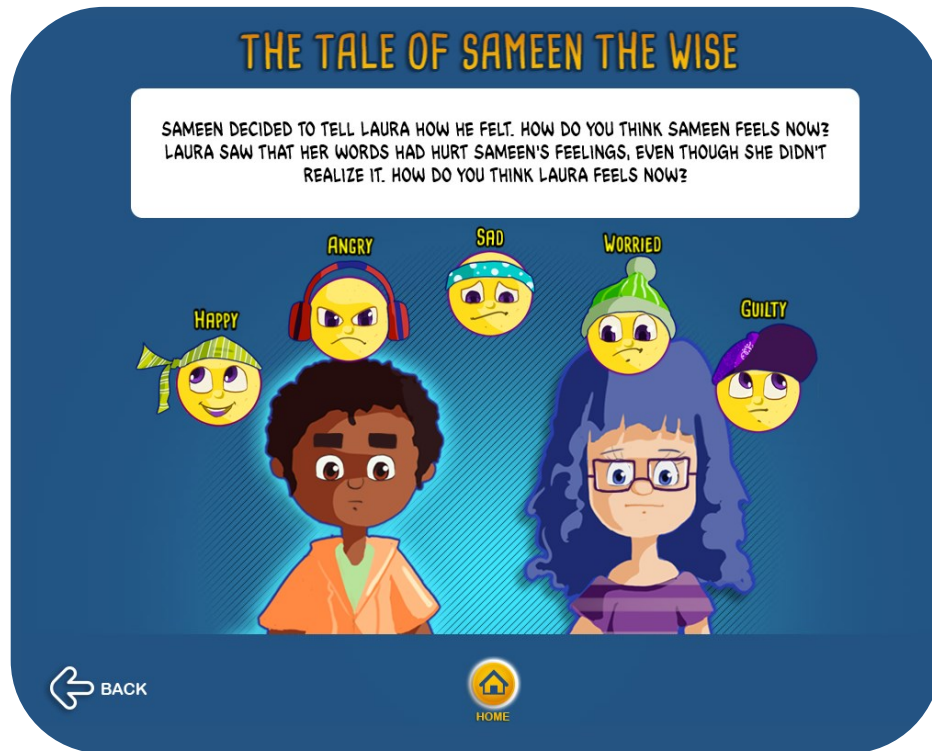 THE TALE OF SAMEEN THE WISE
SAMEEN DECIDED TO TELL LAURA HOW HE FELT. HOW DO YOU THINK SAMEEN FEELS NOW?
LAURA SAW THAT HER WORDS HAD HURT SAMEEN'S FEELINGS, EVEN THOUGH SHE DIDN'T
REALIZE IT. HOW DO YOU THINK LAURA FEELS NOW?
HAPPY
ANGRY
SAD
WORRIED
GUILTY
BACK
HOME